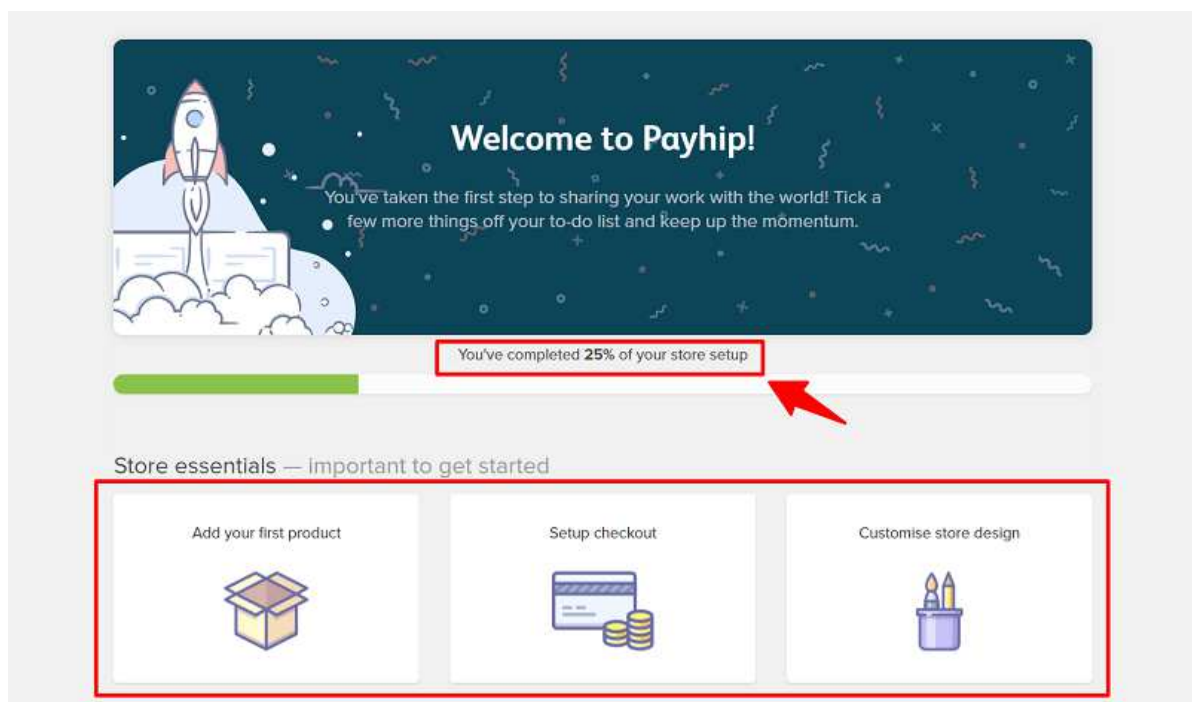 Welcome to Payhip!
You've taken the first step to sharing your work with the world! Tick a
few more things off your to-do list and keep up the momentum.
You've completed 25% of your store setup
Store essentials — important to get started
Add your first product
Setup checkout
Customise store design